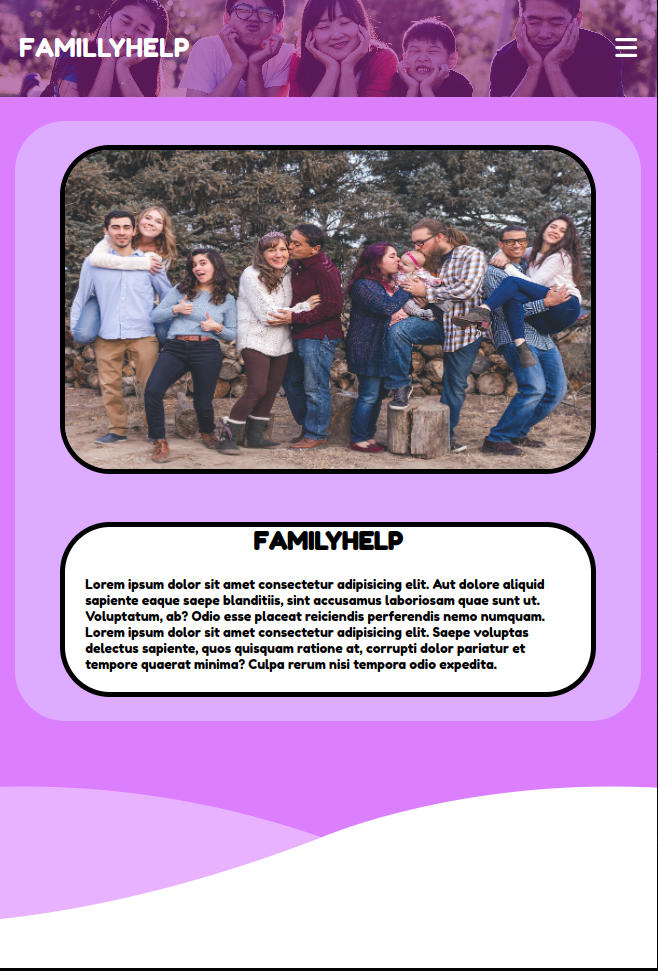 FAMILLYHELP
FAMILYHELP
Lorem ipsum dolor sit amet consectetur adipisicing elit. Aut dolore aliquid
sapiente eaque saepe blanditiis, sint accusamus laboriosam quae sunt ut.
Voluptatum, ab? Odio esse placeat reiciendis perferendis nemo numquam.
Lorem ipsum dolor sit amet consectetur adipisicing elit. Saepe voluptas
delectus sapiente, quos quisquam ratione at, corrupti dolor pariatur et
tempore quaerat minima? Culpa rerum nisi tempora odio expedita.